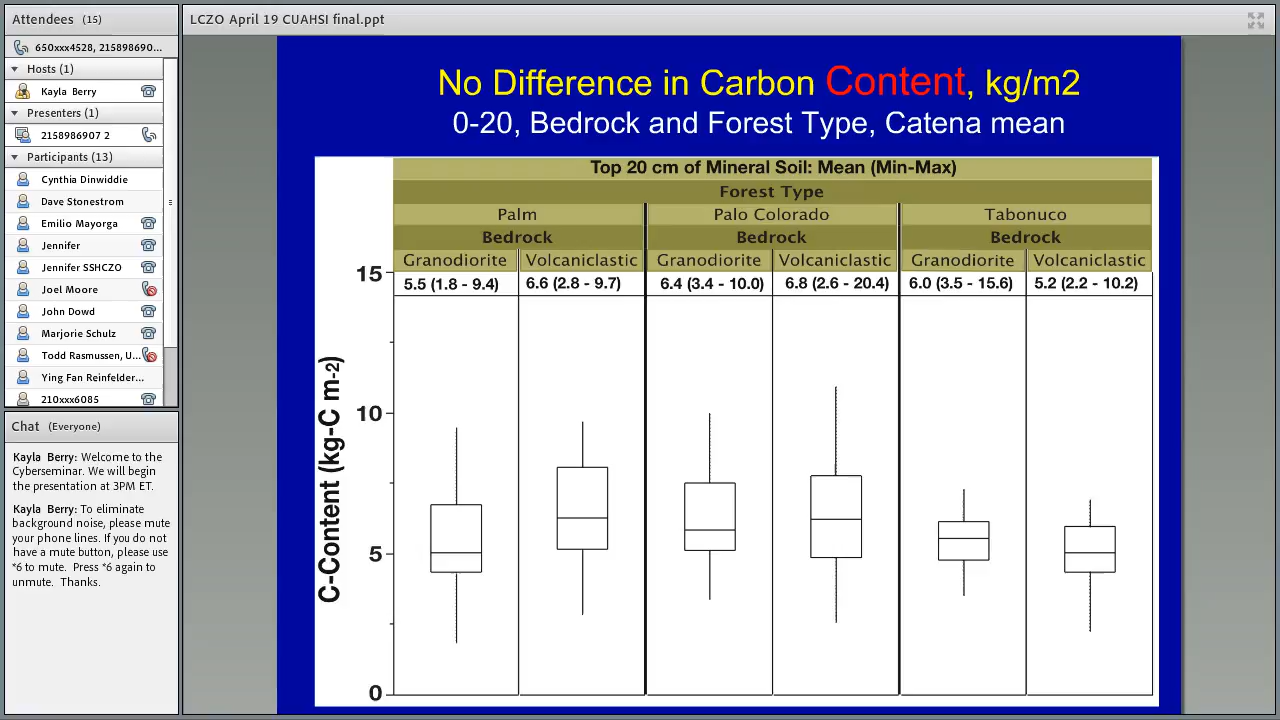 Attendees (15)
650xxx4528, 215898690...
Hosts (1)
Kayla Berry
Presenters (1)
2158986907 2
Participants (13)
Cynthia Dinwiddie
Dave Stonestrom
Emilio Mayorga
Jennifer
Jennifer SSHCZO
Joel Moore
John Dowd
Marjorie Schulz
Todd Rasmussen, U...
Ying Fan Reinfelder...
210xxx6085
Chat (Everyone)
Kayla Berry: Welcome to the
Cyberseminar. We will begin
the presentation at 3PM ET.
Kayla Berry: To eliminate
background noise, please mute
your phone lines. If you do not
have a mute button, please use
*6 to mute. Press *6 again to
unmute. Thanks.
LCZO April 19 CUAHSI final.ppt
No Difference in Carbon Content, kg/m2
0-20, Bedrock and Forest Type, Catena mean
Top 20 cm of Mineral Soil: Mean (Min-Max)
Forest Type
Palm Palo Colorado Tabonuco
Bedrock Bedrock Bedrock
Granodiorite Volcaniclastic Granodiorite Volcaniclastic Granodiorite Volcaniclastic
5.5 (1.8 - 9.4) 6.6 (2.8 - 9.7) 6.4 (3.4 - 10.0) 6.8 (2.6 - 20.4) 6.0 (3.5 - 15.6) 5.2 (2.2 - 10.2)
C-Content (kg-C m-2)
15
10
5
0